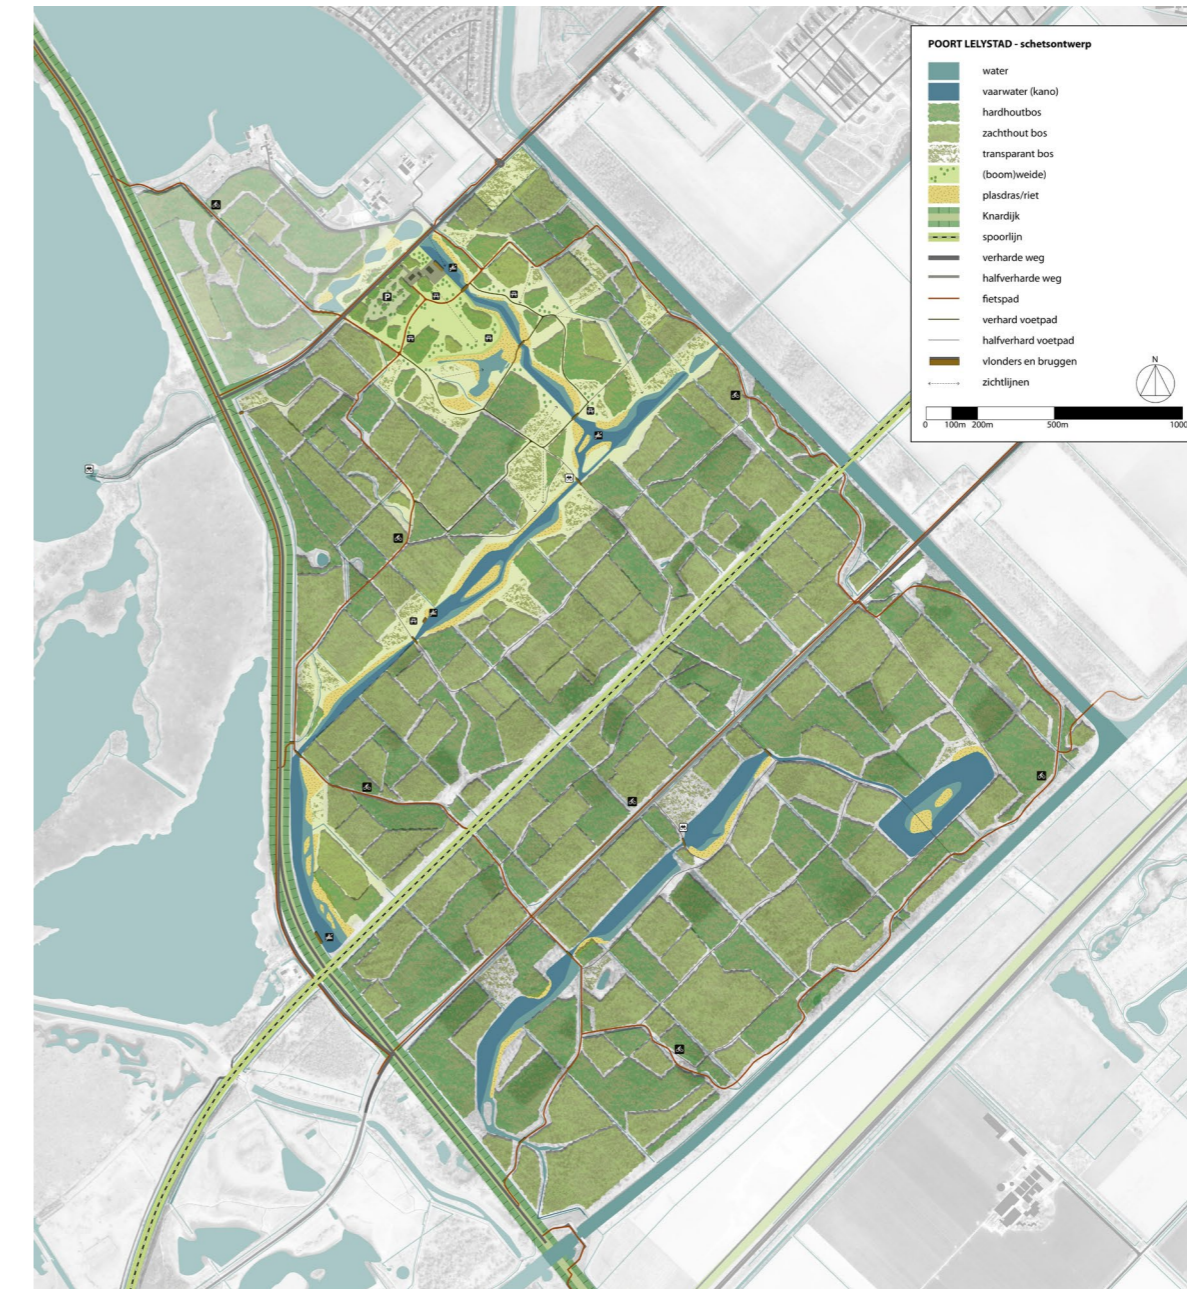 POORT LELYSTAD - schetsontwerp
water
vaarwater (kano)
hardhoutbos
zachthout bos
transparant bos
(boom)weide)
plasdras/riet
Knardijk
spoorlijn
verharde weg
halfverharde weg
fietspad
verhard voetpad
halfverhard voetpad
vlonders en bruggen
zichtlijnen
N
0 100m 200m 500m 1000
P